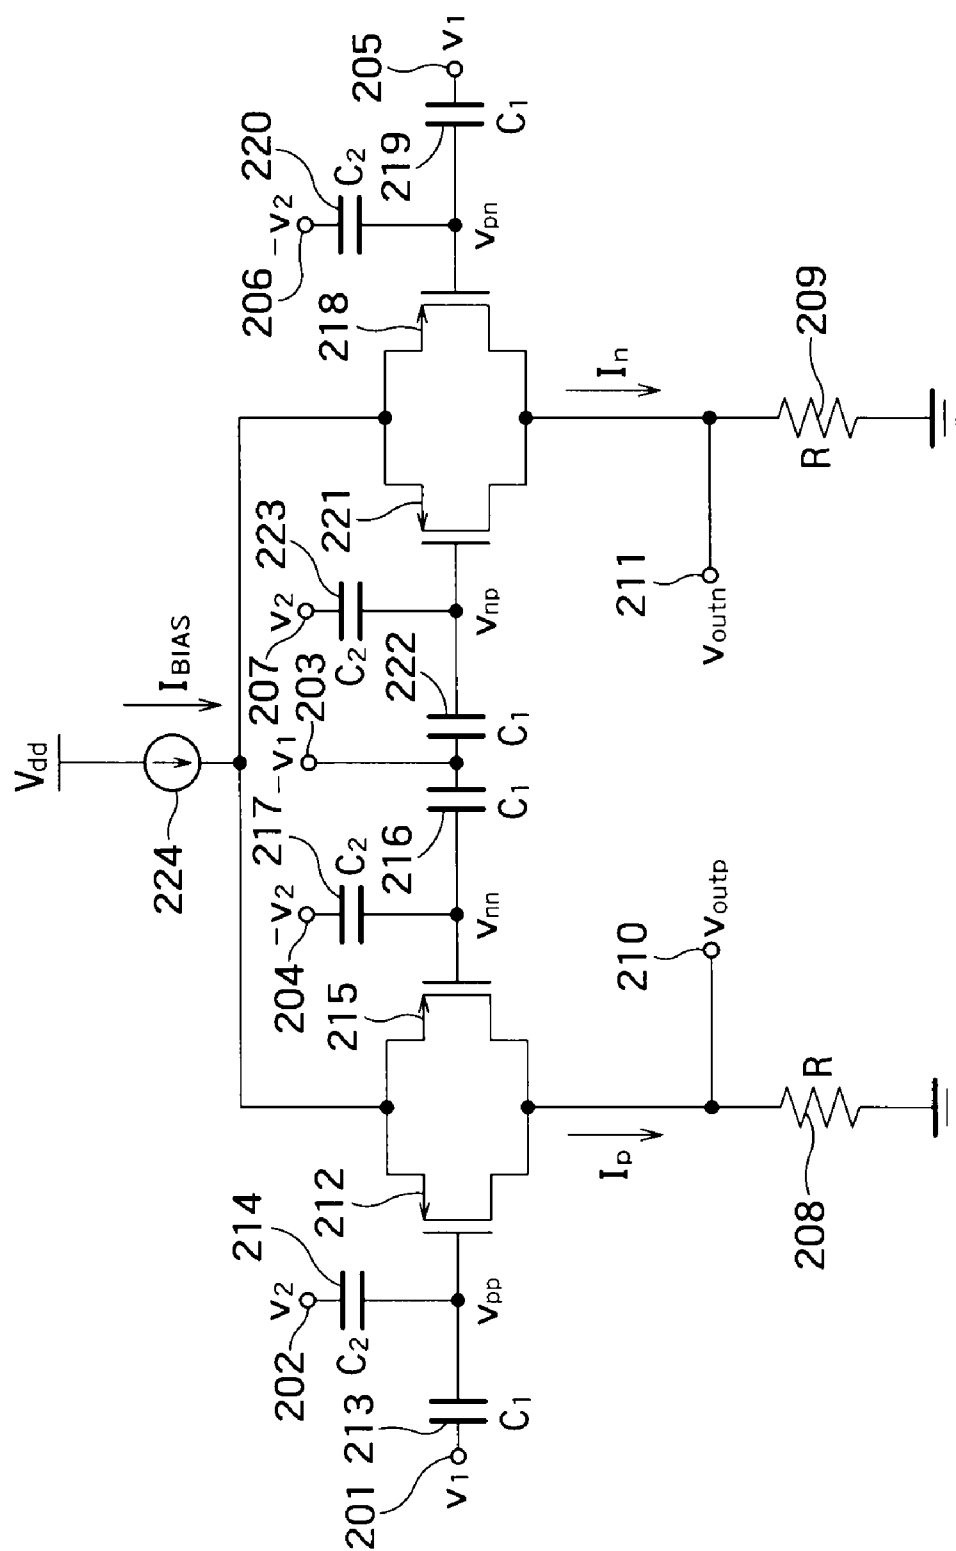 Vdd
IBIAS
224
-v2
206
220
C2
v1
205
219
C1
vpn
218
221
v2
207
223
C2
vnp
222
C1
-v1
203
216
C1
-v2
204
217
C2
vnn
215
212
v2
202
214
C2
vpp
v1
201
213
C1
In
Ip
R
209
211
voutn
210
voutp
R
208